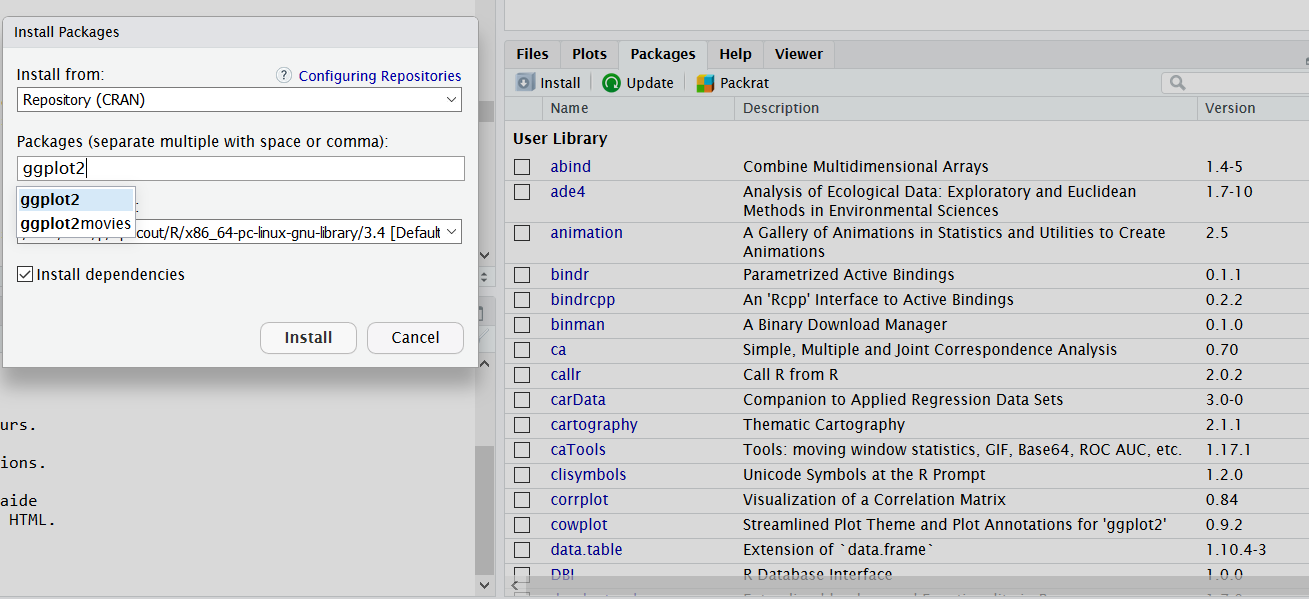 Install Packages
Install from:
? Configuring Repositories
Repository (CRAN)
Packages (separate multiple with space or comma):
ggplot2
ggplot2
ggplot2movies
cout/R/x86_64-pc-linux-gnu-library/3.4 [Default
Install dependencies
Install Cancel
urs.
ions.
aide
HTML.
Files Plots Packages Help Viewer
Install Update Packrat
Name Description Version
User Library
abind Combine Multidimensional Arrays 1.4-5
ade4 Analysis of Ecological Data: Exploratory and Euclidean 1.7-10
Methods in Environmental Sciences
animation A Gallery of Animations in Statistics and Utilities to Create 2.5
Animations
bindr Parametrized Active Bindings 0.1.1
bindrcpp An 'Rcpp' Interface to Active Bindings 0.2.2
binman A Binary Download Manager 0.1.0
ca Simple, Multiple and Joint Correspondence Analysis 0.70
callr Call R from R 2.0.2
carData Companion to Applied Regression Data Sets 3.0-0
cartography Thematic Cartography 2.1.1
caTools Tools: moving window statistics, GIF, Base64, ROC AUC, etc. 1.17.1
clisymbols Unicode Symbols at the R Prompt 1.2.0
corrplot Visualization of a Correlation Matrix 0.84
cowplot Streamlined Plot Theme and Plot Annotations for 'ggplot2' 0.9.2
data.table Extension of `data.frame` 1.10.4-3
DBI R Database Interface 1.0.0